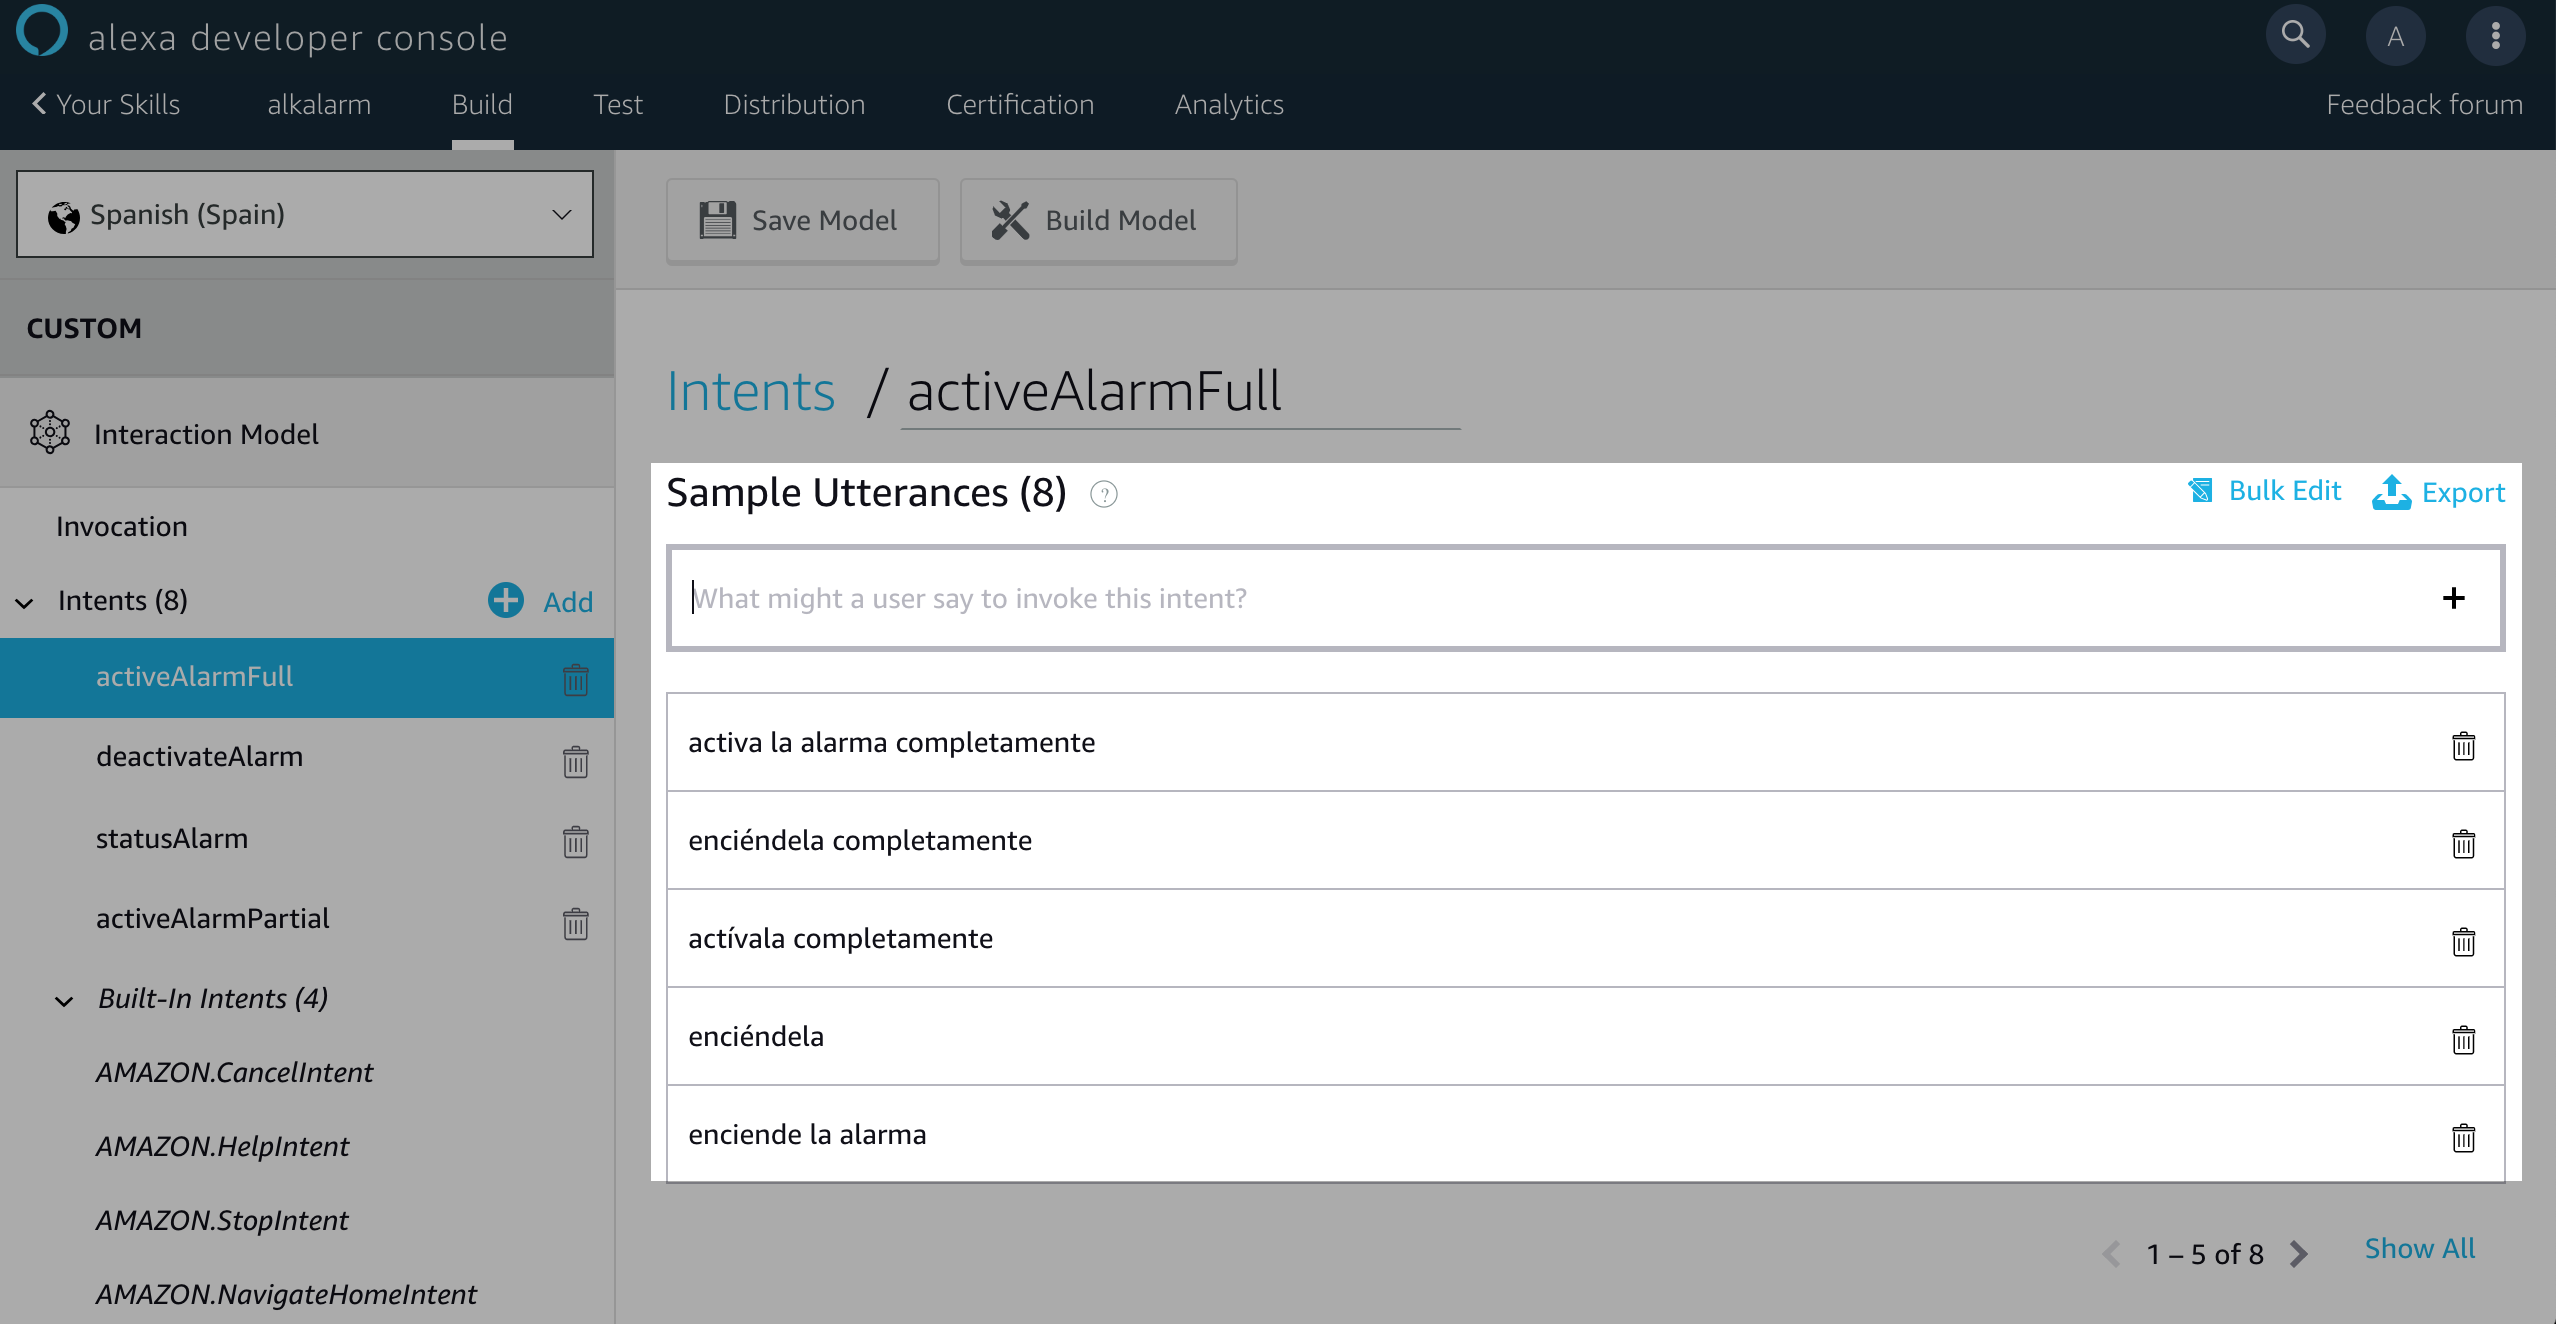 alexa developer console
A
Your Skills
alkalarm
Build
Test
Distribution
Certification
Analytics
Feedback forum
Spanish (Spain)
Save Model
Build Model
CUSTOM
Interaction Model
Invocation
Intents (8)
Add
activeAlarmFull
deactivateAlarm
statusAlarm
activeAlarmPartial
Built-In Intents (4)
AMAZON.CancelIntent
AMAZON.HelpIntent
AMAZON.StopIntent
AMAZON.NavigateHomeIntent
Intents / activeAlarmFull
Sample Utterances (8) ?
Bulk Edit
Export
What might a user say to invoke this intent?
activa la alarma completamente
enciéndela completamente
actívala completamente
enciéndela
enciende la alarma
1 – 5 of 8
Show All